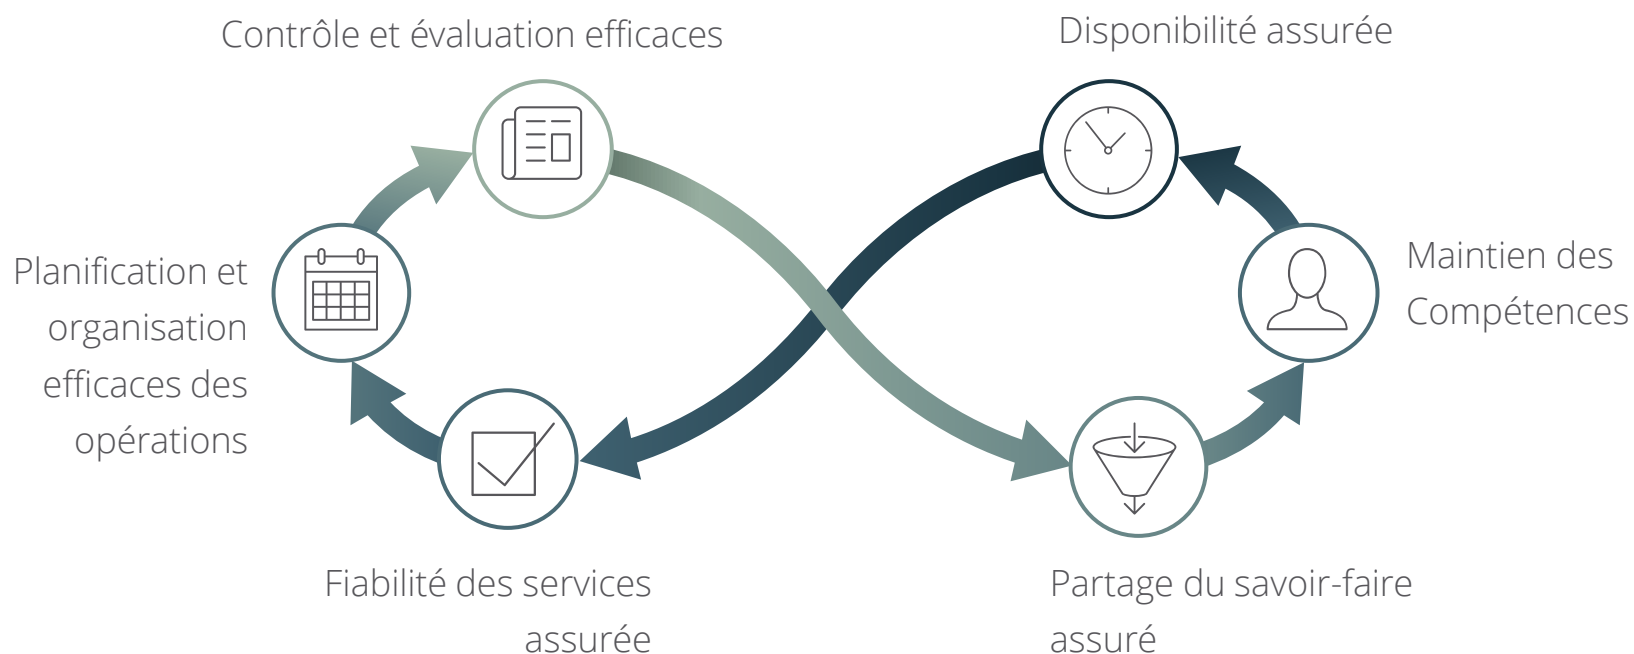 Contrôle et évaluation efficaces
Disponibilité assurée
Planification et
organisation
efficaces des
opérations
Maintien des
Compétences
Fiabilité des services
assurée
Partage du savoir-faire
assuré